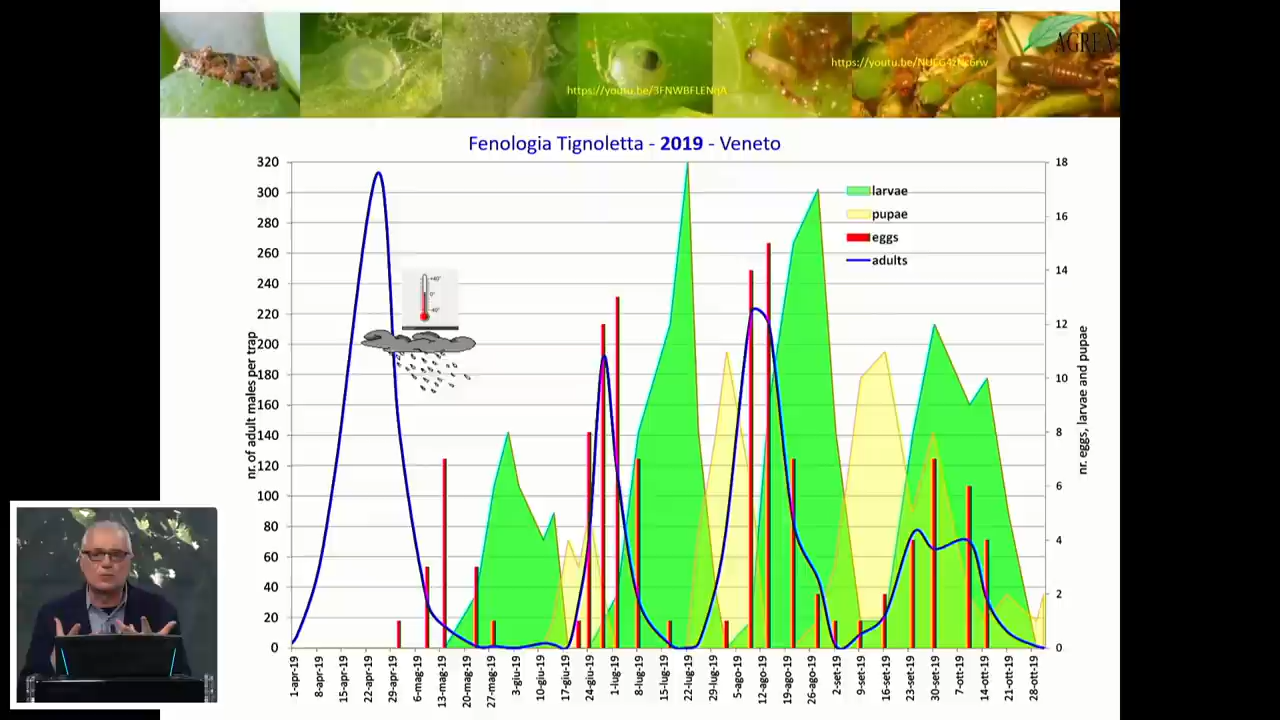 AGREA
https://youtu.be/3FNWBFLENrA
Fenologia Tignoletta - 2019 - Veneto
320
300
280
260
240
220
200
180
160
140
120
100
80
60
40
20
0
18
16
14
12
10
8
6
4
2
0
nr. of adult males per trap
nr. eggs, larvae and pupae
larvae
pupae
eggs
adults
+40°
0°
-40°
1-apr-19
8-apr-19
15-apr-19
22-apr-19
29-apr-19
6-mag-19
13-mag-19
20-mag-19
27-mag-19
3-giu-19
10-giu-19
17-giu-19
24-giu-19
1-lug-19
8-lug-19
15-lug-19
22-lug-19
29-lug-19
5-ago-19
12-ago-19
19-ago-19
26-ago-19
2-set-19
9-set-19
16-set-19
23-set-19
30-set-19
7-ott-19
14-ott-19
21-ott-19
28-ott-19